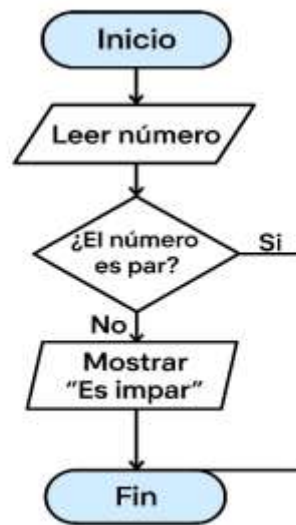 Inicio
Leer número
¿El número
es par?
Si
No
Mostrar
“Es impar”
Fin